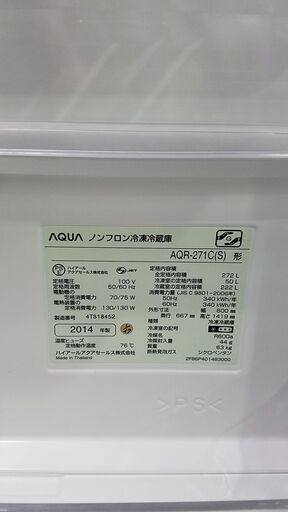 AQUA ノンフロン冷凍冷蔵庫
AQR-271C(S) 形
ハイアール
アクアセールス株式会社
JET
定格電圧 100 V
定格周波数 50/60 Hz
電動機の
定格消費電力 70/75 W
電熱装置の
定格消費電力 130/130 W
製造番号 4TS18452
2014 年製
温度ヒューズ
定格動作温度 76℃
ハイアールアクアセールス株式会社
Made in Thailand
定格内容積
全定格内容積 272 L
冷凍室の定格内容積 50 L
冷蔵室の定格内容積 222 L
消費電力量 (JIS C 9801-2006年)
50Hz 340 kWh/年
60Hz 340 kWh/年
外形寸法 幅 600 mm
奥行 667 mm 高さ 1419 mm
種類 冷凍冷蔵庫
冷凍室の記号
冷媒 R600a
冷媒封入量 44 g
質量 63 kg
断熱発泡ガス シクロペンタン
2FB6P401483000
>PS<